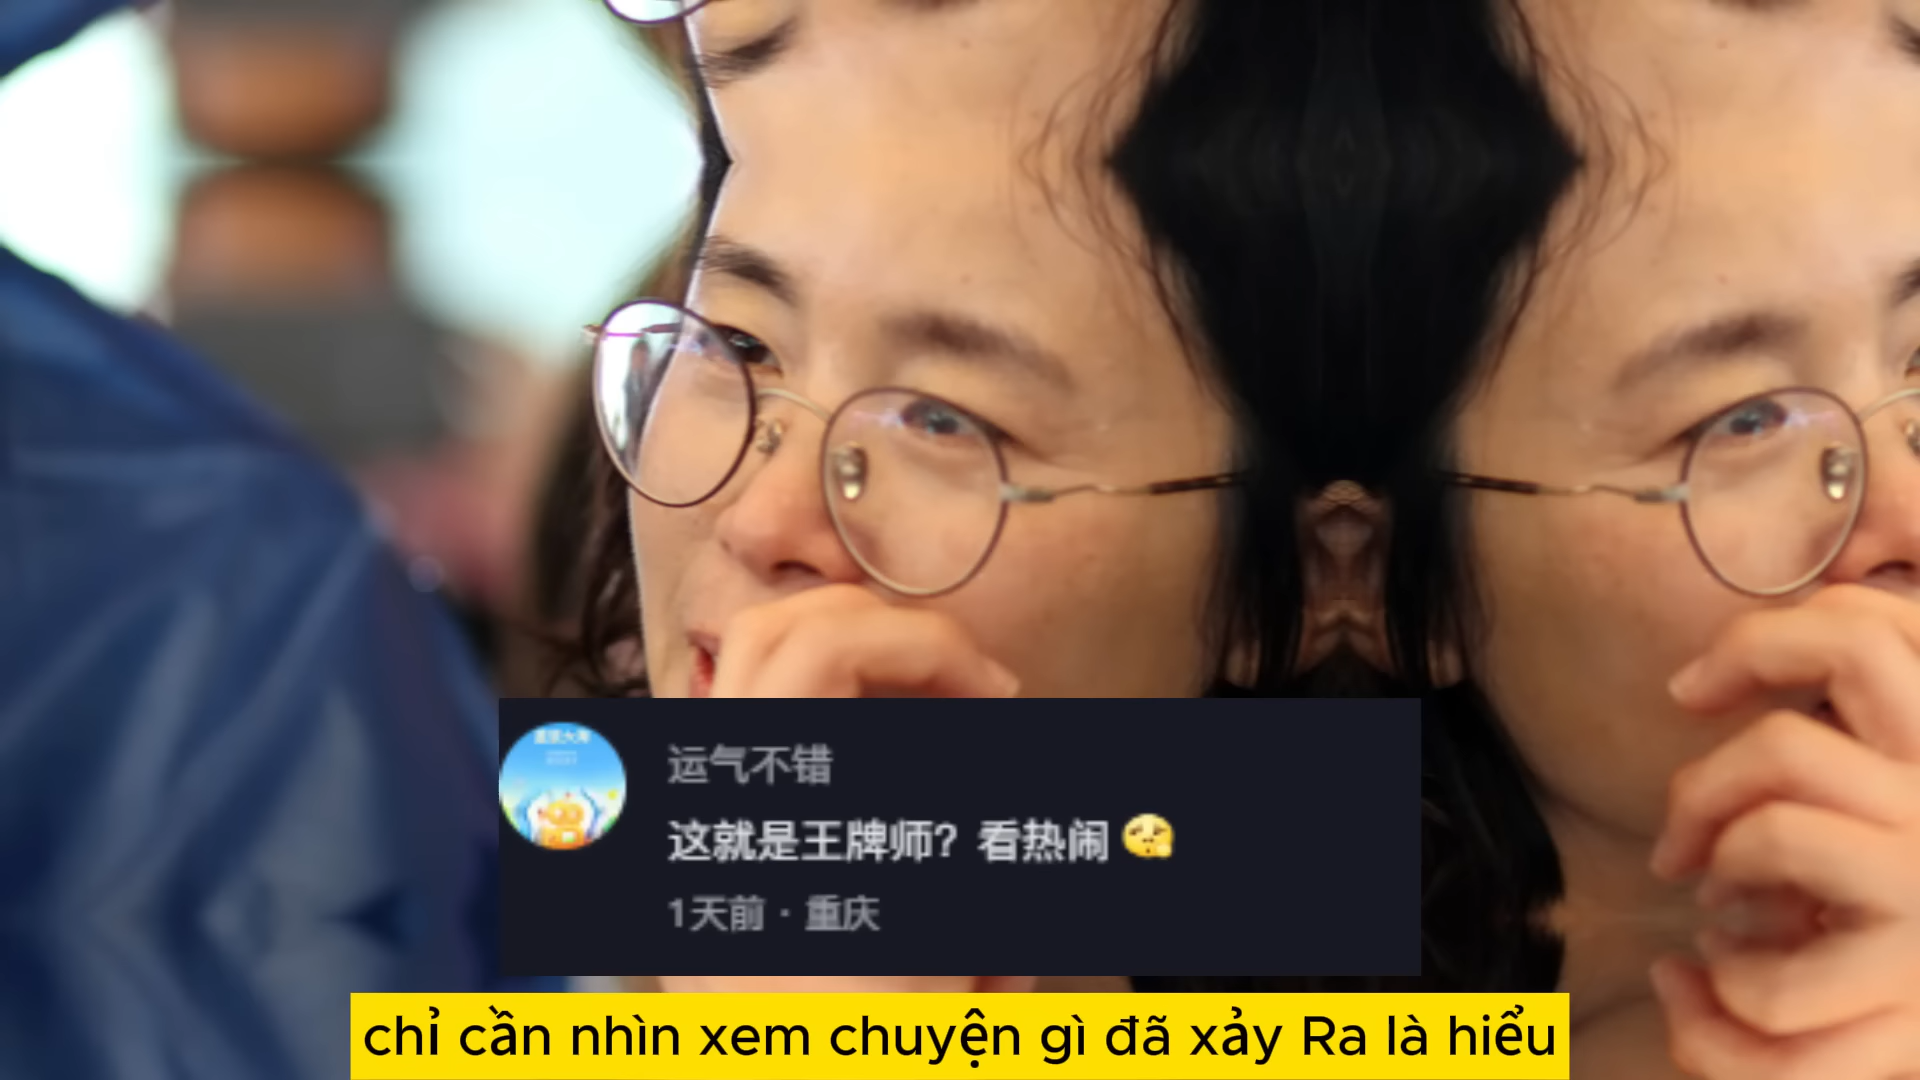 运气不错
这就是王牌师？看热闹
1天前 · 重庆
chỉ cần nhìn xem chuyện gì đã xảy Ra là hiểu